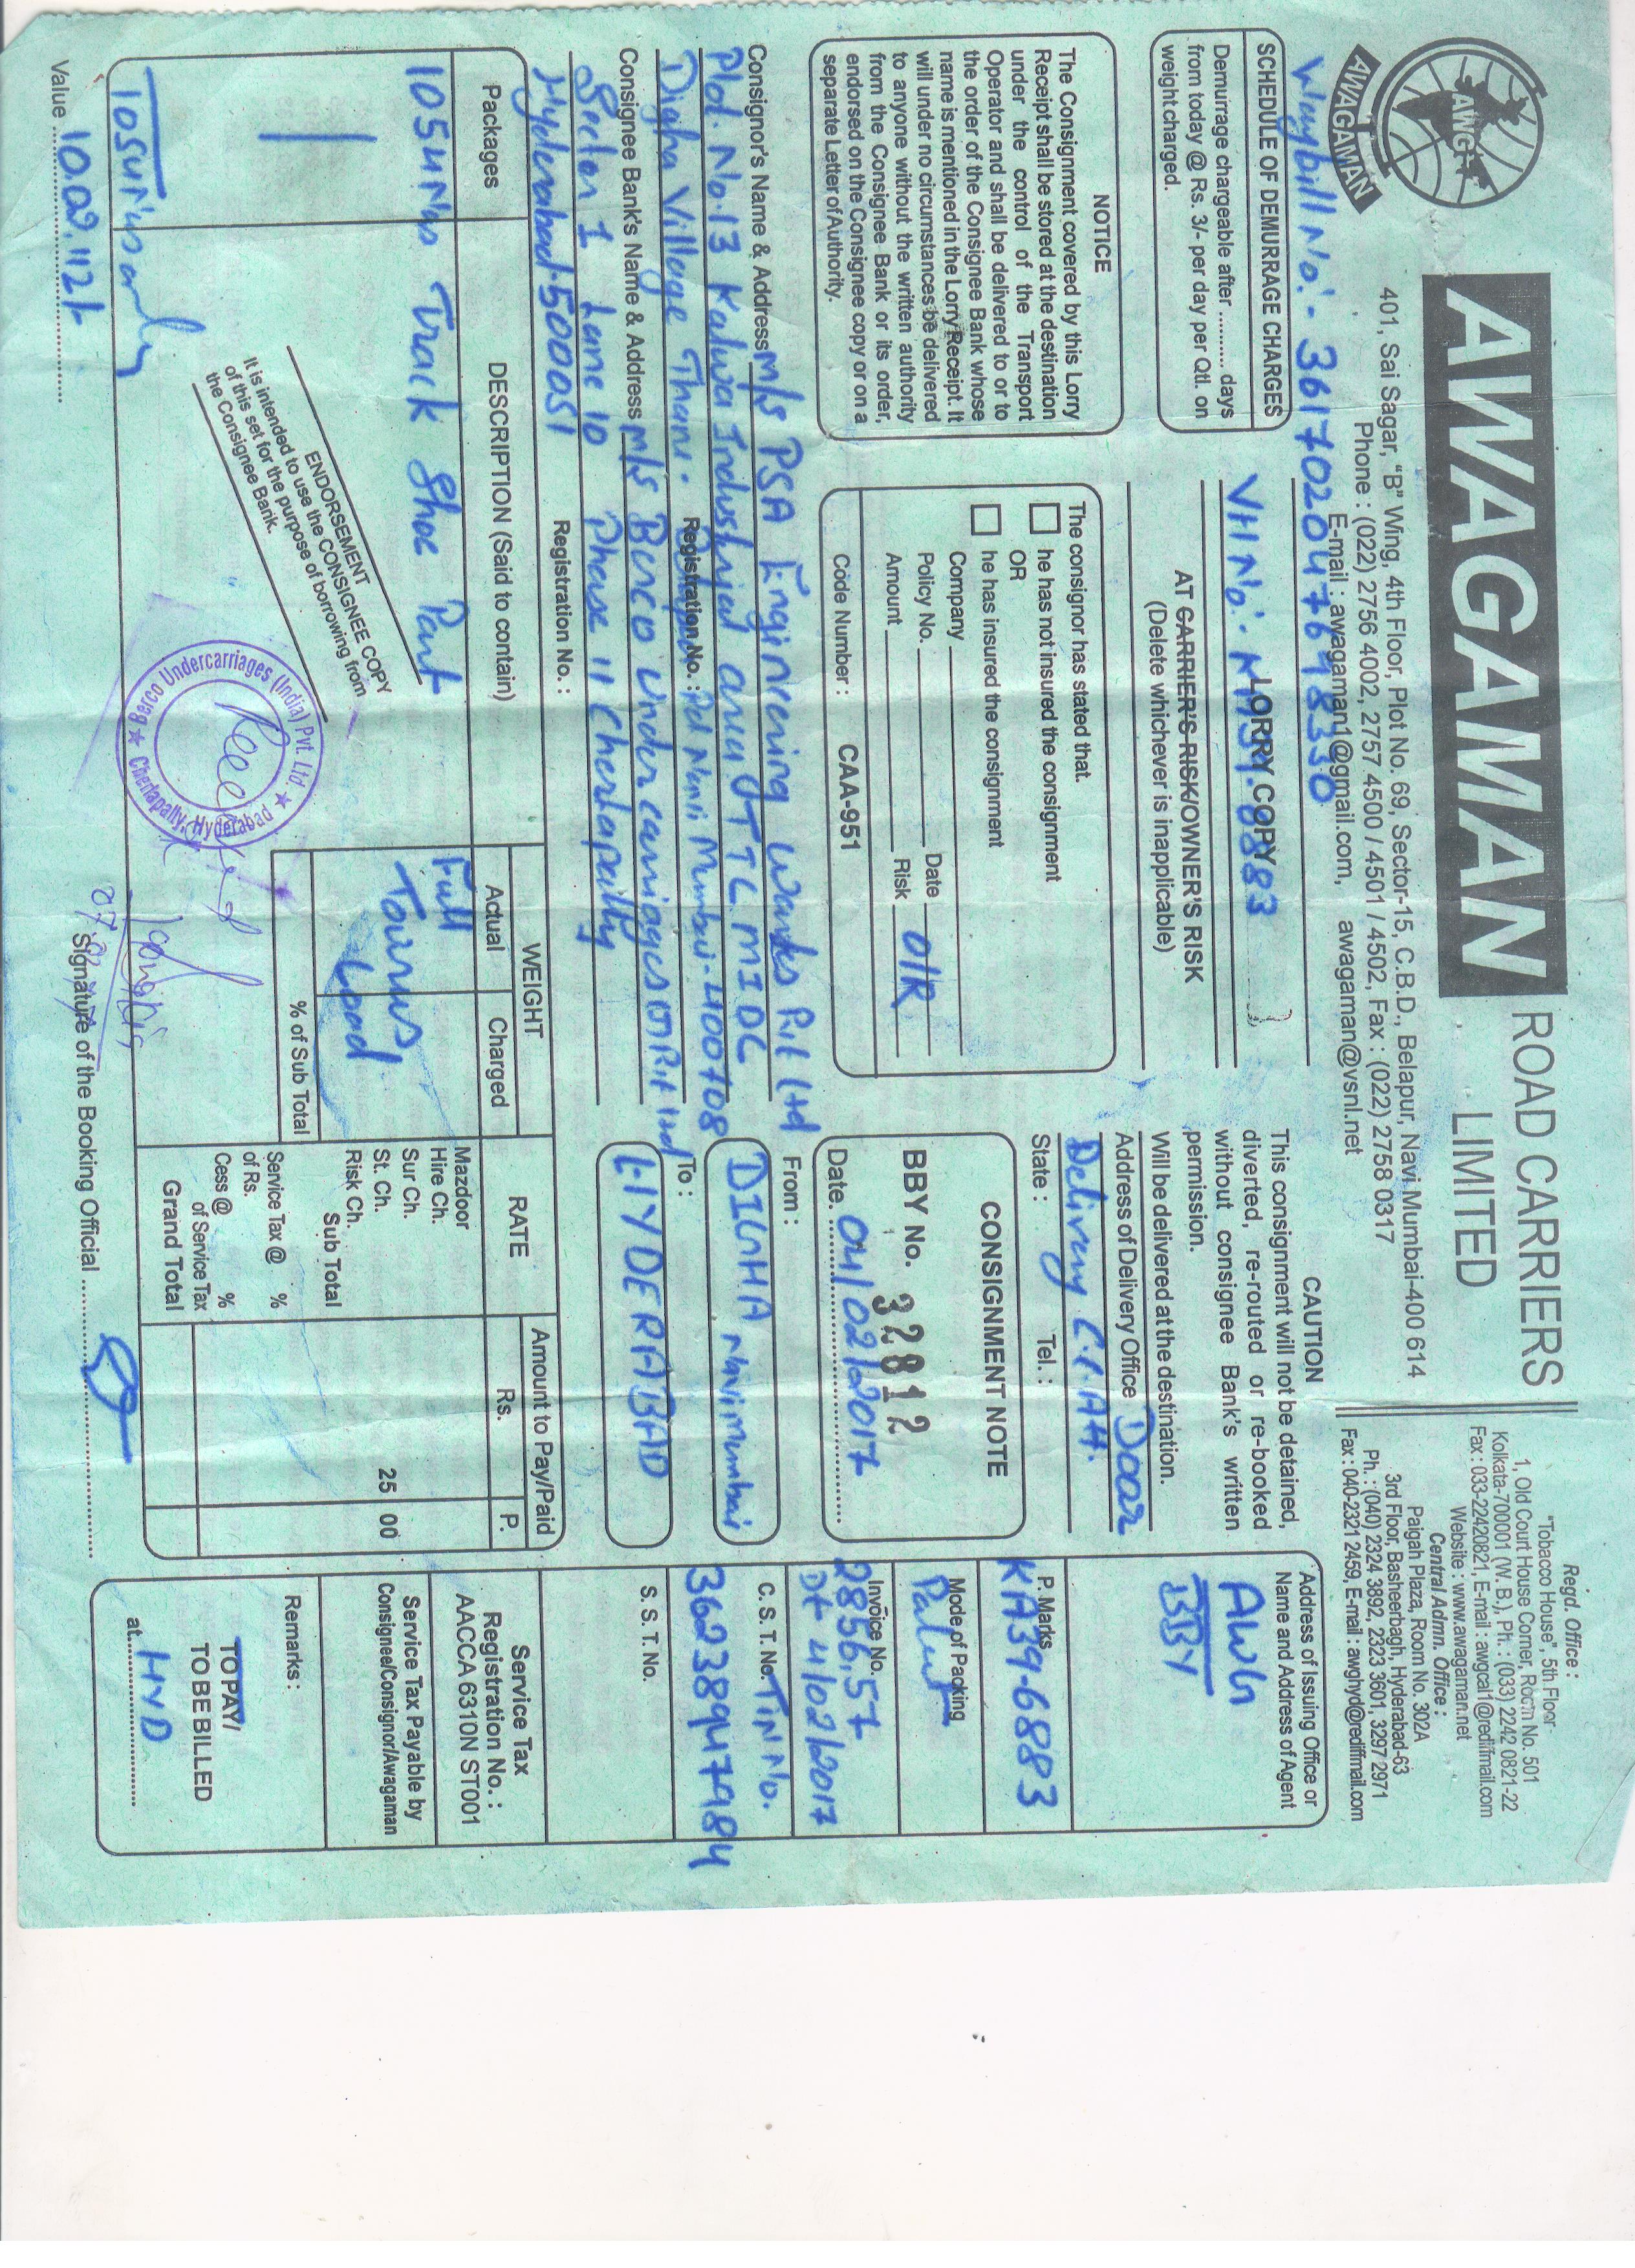 AWG
AWAGAMAN
AWAGAMAN ROAD CARRIERS
LIMITED
401, Sai Sagar, "B" Wing, 4th Floor, Plot No. 69, Sector-15, C.B.D., Belapur, Navi Mumbai-400 614
Phone : (022) 2756 4002, 2757 4500 / 4501 / 4502, Fax : (022) 2758 0317
E-mail : awagaman1@gmail.com, awagaman@vsnl.net
Regd. Office :
"Tobacco House", 5th Floor
1, Old Court House Corner, Room No. 501
Kolkata-700001 (W.B.), Ph. : (033) 2242 0821-22
Fax : 033-22420821, E-mail : awgcal1@rediffmail.com
Website : www.awagaman.net
Central Admn. Office :
Paigah Plaza, Room No. 302A
3rd Floor, Basheerbagh, Hyderabad-63
Ph. : (040) 2324 3892, 2323 3601, 3297 2971
Fax : 040-2321 2459, E-mail : awghyd@rediffmail.com
Waybill No:- 361702047698330
SCHEDULE OF DEMURRAGE CHARGES
Demurrage chargeable after ......... days
from today @ Rs. 3/- per day per Qtl. on
weight charged.
NOTICE
The Consignment covered by this Lorry
Receipt shall be stored at the destination
under the control of the Transport
Operator and shall be delivered to or to
the order of the Consignee Bank whose
name is mentioned in the Lorry Receipt. It
will under no circumstances be delivered
to anyone without the written authority
from the Consignee Bank or its order,
endorsed on the Consignee copy or on a
separate Letter of Authority.
LORRY COPY
VH No:- 6883
AT CARRIER'S RISK/OWNER'S RISK
(Delete whichever is inapplicable)
The consignor has stated that.
he has not insured the consignment
OR
he has insured the consignment
Company
Policy No. Date
Amount Risk O/R
Code Number : CAA-951
CAUTION
This consignment will not be detained,
diverted, re-routed or re-booked
without consignee Bank's written
permission.
Will be delivered at the destination.
Address of Delivery Office Door
Delivery
State : Tel. :
CONSIGNMENT NOTE
BBY No. 32812
Date. 04/02/2017
Address of Issuing Office or
Name and Address of Agent
AWG
BBY
P. Marks
KA39-6883
Mode of Packing
Invoice No.
2856,57
Dt 4/02/2017
C. S. T. No. TIN No.
36238947984
S. S. T. No.
Service Tax
Registration No. :
AACCA 6310N ST001
Service Tax Payable by
Consignee/Consignor/Awagaman
Remarks :
TOPAY/
TO BE BILLED
at HYD
Consignor's Name & Address M/s PSA Engineering Works Pvt Ltd
Plot. No. 13 Kalwa Industrial area TTC MIDC
Digha Village Thane. Registration No. : Navi Mumbai-400708
Consignee Bank's Name & Address M/s Berco Undercarriages (I) Pvt Ltd
Sector 1 Lane 10 Phase II Cherlapally
Hyderabad-500051 Registration No. :
From :
DIGHA Navi Mumbai
To :
HYDERABAD
Packages
DESCRIPTION (Said to contain)
WEIGHT
Actual Charged
RATE
Amount to Pay/Paid
Rs. P.
1054 Nos Track Shoe Part
Full
Taurus
Load
1054 Nos only
% of Sub Total
Mazdoor
Hire Ch.
Sur Ch.
St. Ch. 25 00
Risk Ch.
Sub Total
Service Tax @ %
of Rs.
Cess @ %
of Service Tax
Grand Total
ENDORSEMENT
It is intended to use the CONSIGNEE COPY
of this set for the purpose of borrowing from
the Consignee Bank.
Berco Undercarriages (India) Pvt. Ltd
Cherlapally, Hyderabad
Value 10,02,112/-
Signature of the Booking Official